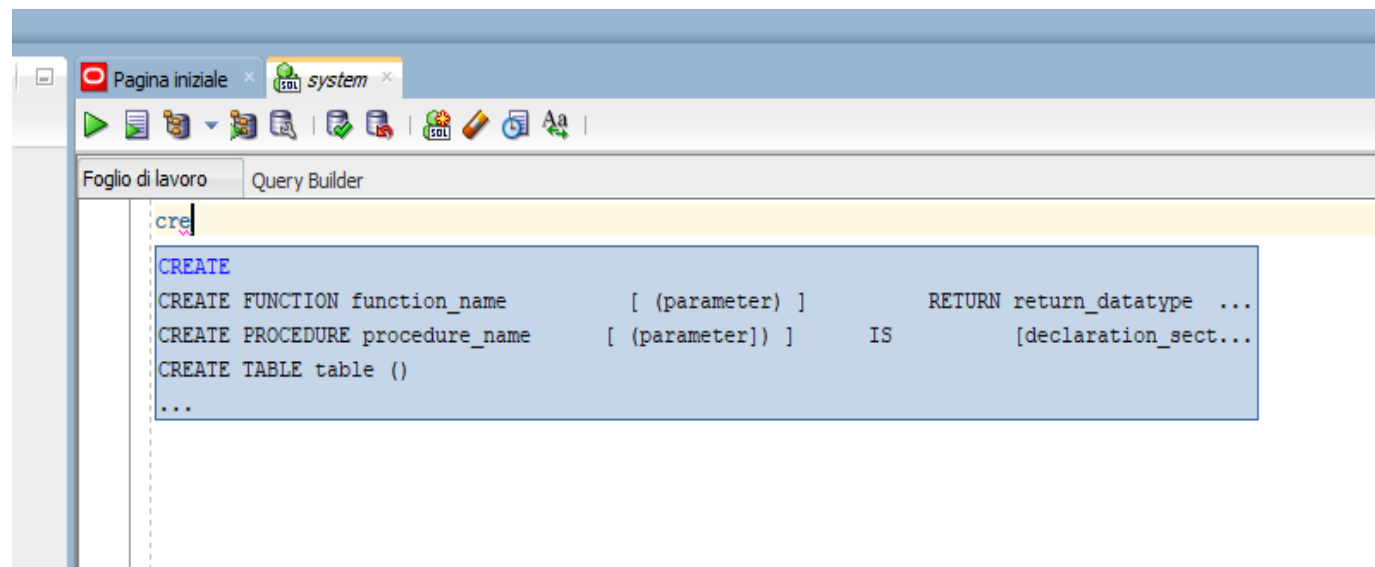 Pagina iniziale system
Foglio di lavoro Query Builder
cre
CREATE
CREATE FUNCTION function_name [ (parameter) ] RETURN return_datatype ...
CREATE PROCEDURE procedure_name [ (parameter]) ] IS [declaration_sect...
CREATE TABLE table ()
...